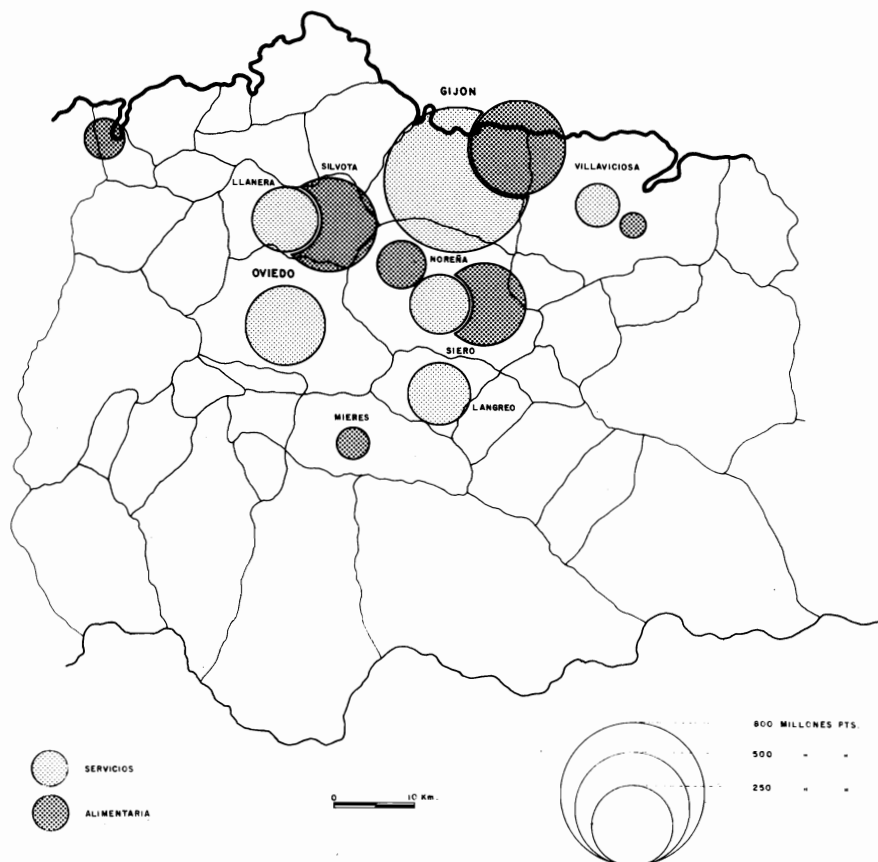 GIJON
SILVOTA
VILLAVICIOSA
LLANERA
NOREÑA
OVIEDO
SIERO
LANGREO
MIERES
800 MILLONES PTS.
500 " "
250 " "
SERVICIOS
ALIMENTARIA
0 10 Km.